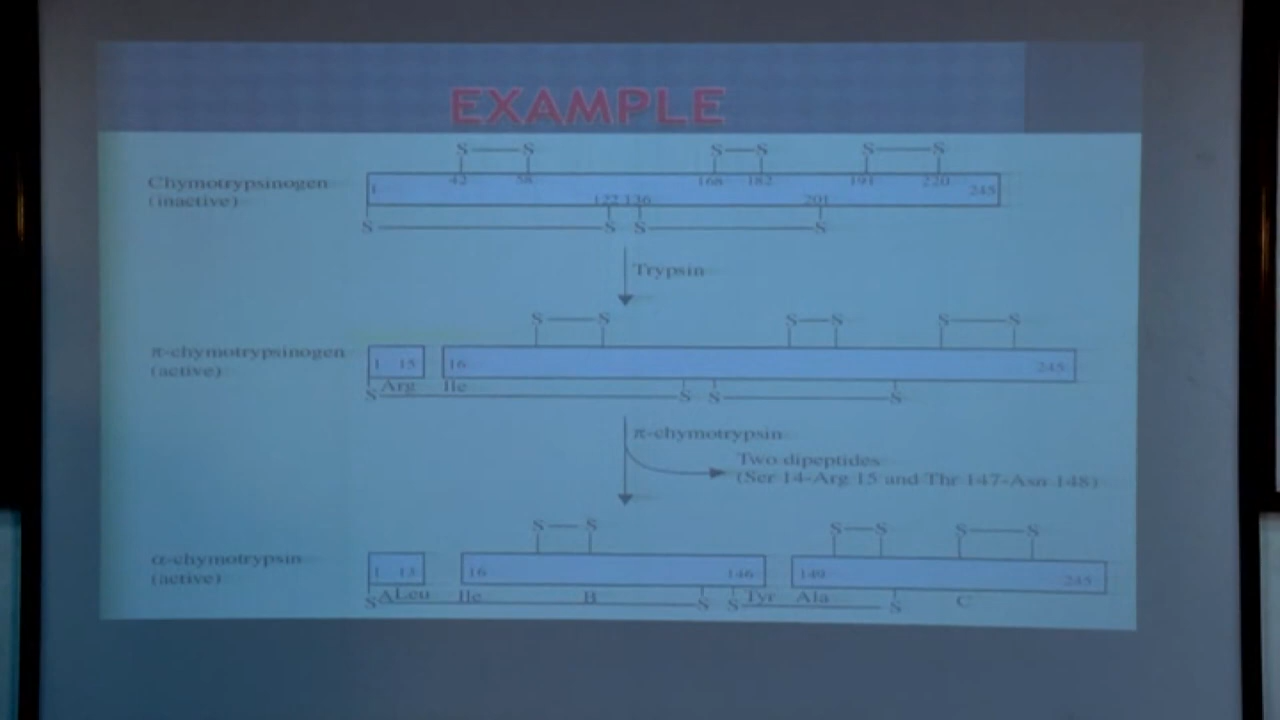 EXAMPLE
S S S S S S
Chymotrypsinogen
(inactive)
1 42 58 168 182 191 220 245
122 136 201
S S S S
Trypsin
S S S S S S
π-chymotrypsinogen
(active)
1 15 16 245
Arg Ile
S S S S
π-chymotrypsin
Two dipeptides
(Ser 14-Arg 15 and Thr 147-Asn 148)
S S S S S S
α-chymotrypsin
(active)
1 13 16 146 149 245
A Leu Ile B Tyr Ala C
S S S S